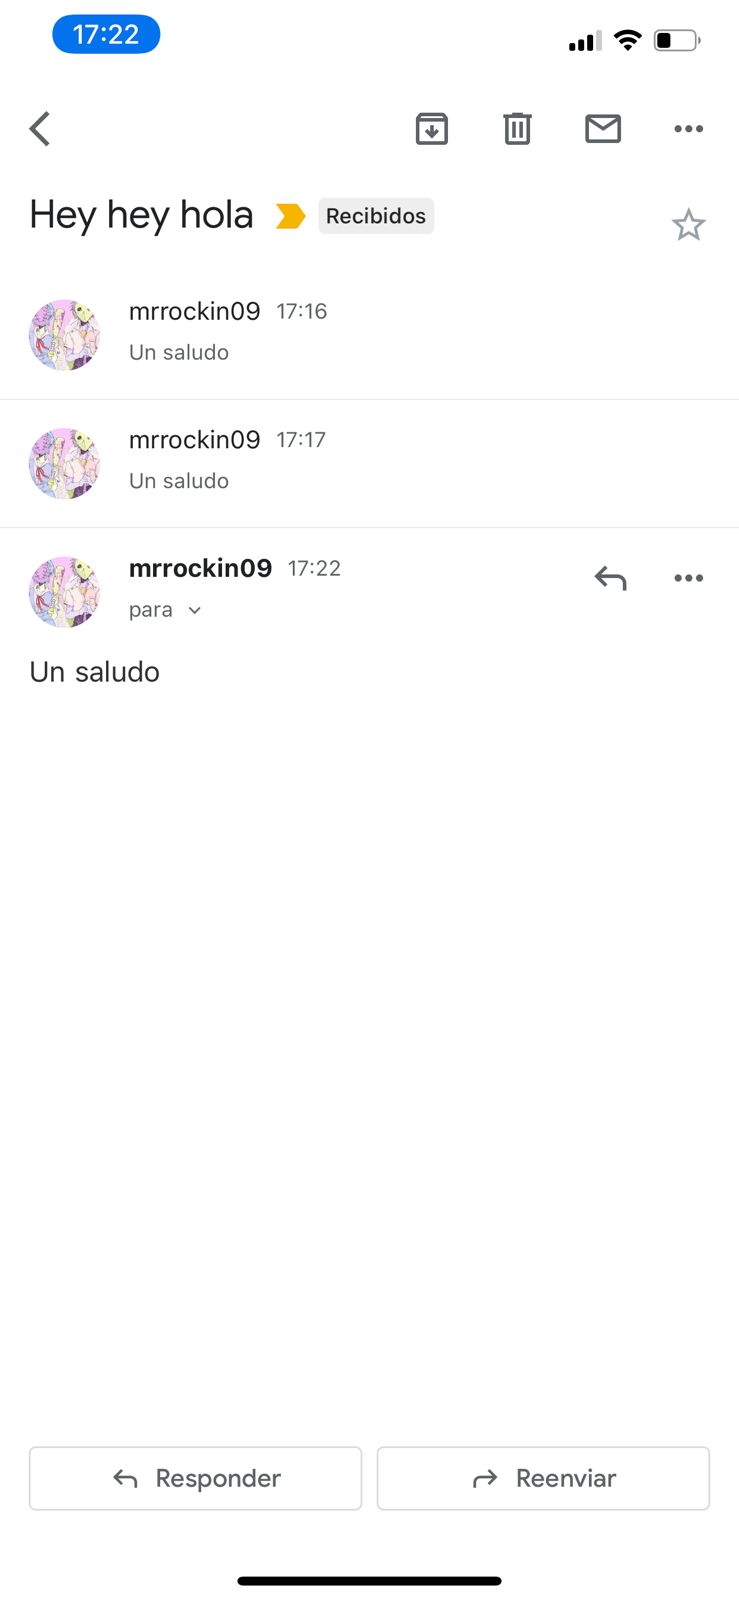 17:22
Hey hey hola Recibidos
mrrockin09 17:16
Un saludo
mrrockin09 17:17
Un saludo
mrrockin09 17:22
para
Un saludo
Responder
Reenviar